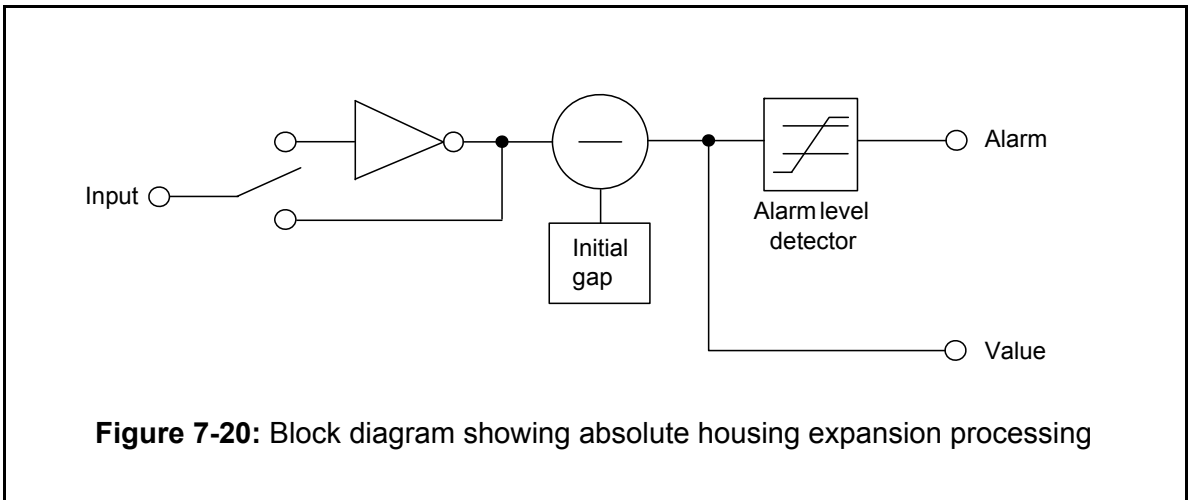 Input
Initial
gap
Alarm level
detector
Alarm
Value
Figure 7-20: Block diagram showing absolute housing expansion processing